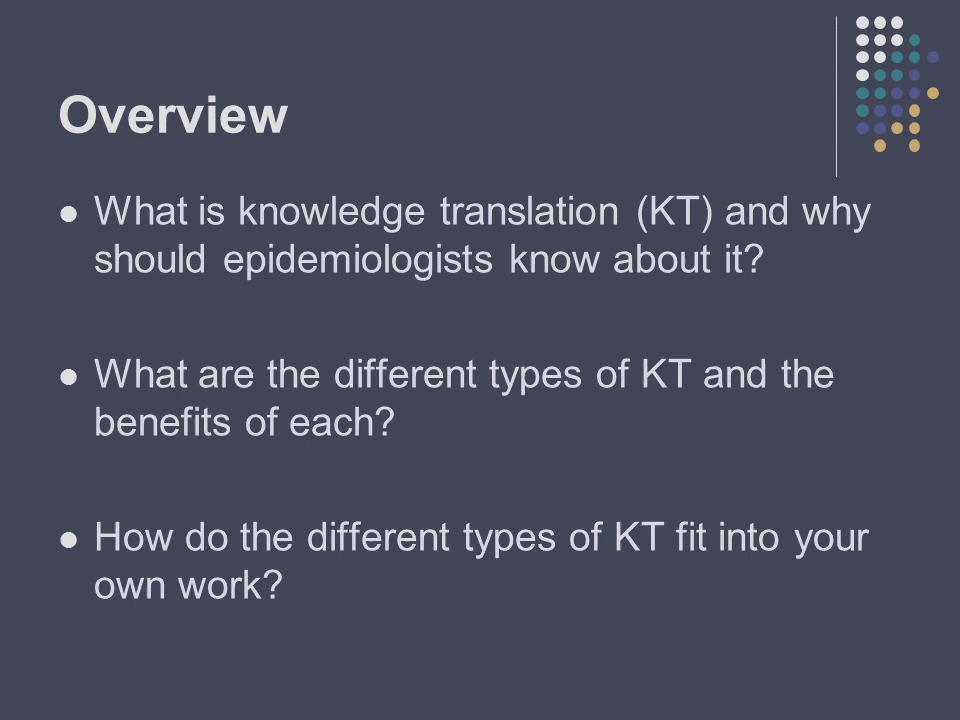 Overview
What is knowledge translation (KT) and why
should epidemiologists know about it?
What are the different types of KT and the
benefits of each?
How do the different types of KT fit into your
own work?